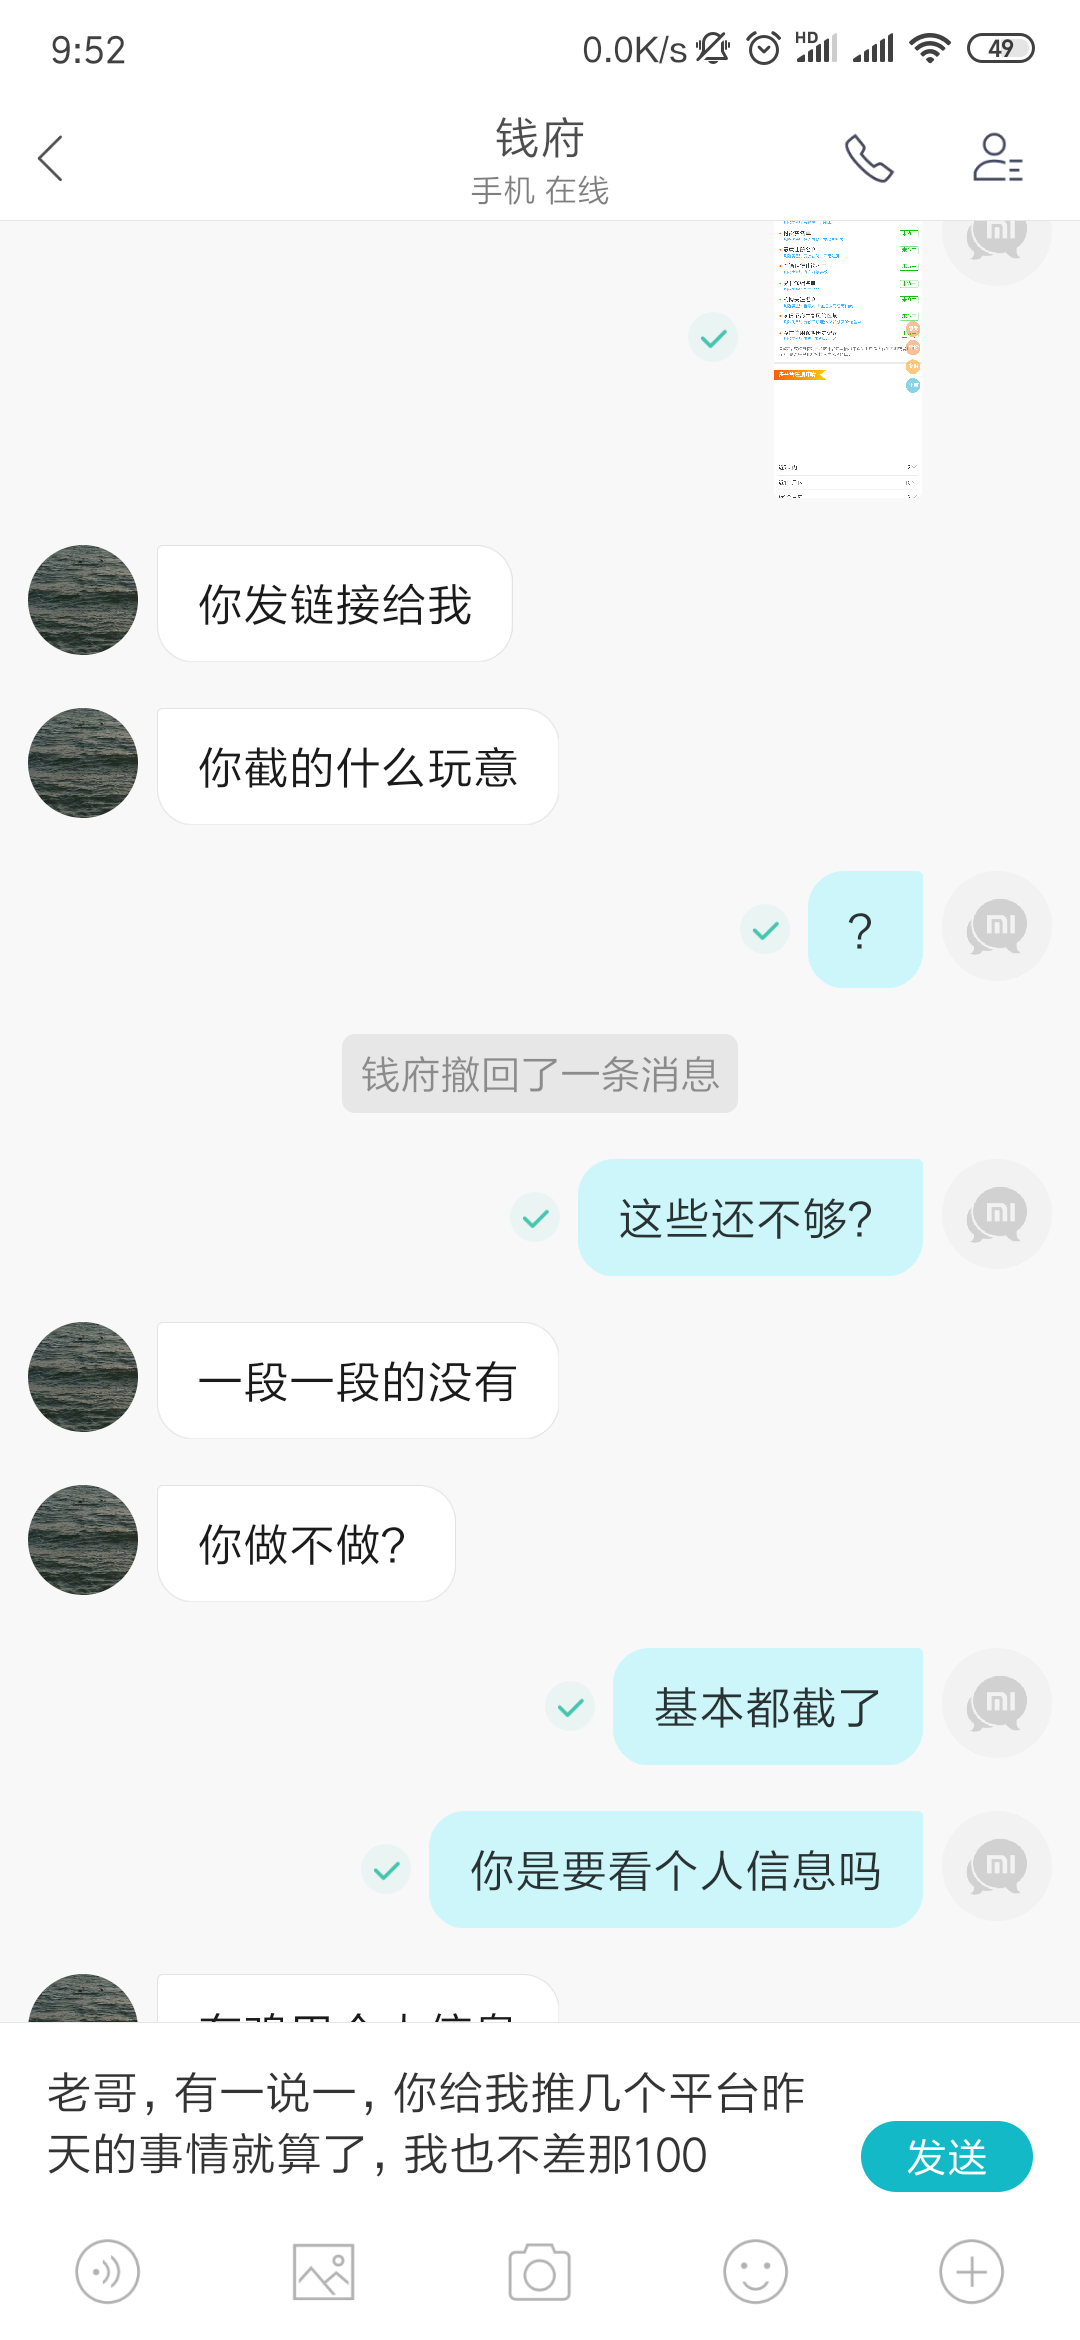 9:52
0.0K/s
HD
49
钱府
手机 在线
你发链接给我
你截的什么玩意
?
钱府撤回了一条消息
这些还不够?
一段一段的没有
你做不做?
基本都截了
你是要看个人信息吗
老哥，有一说一，你给我推几个平台昨
天的事情就算了，我也不差那100
发送